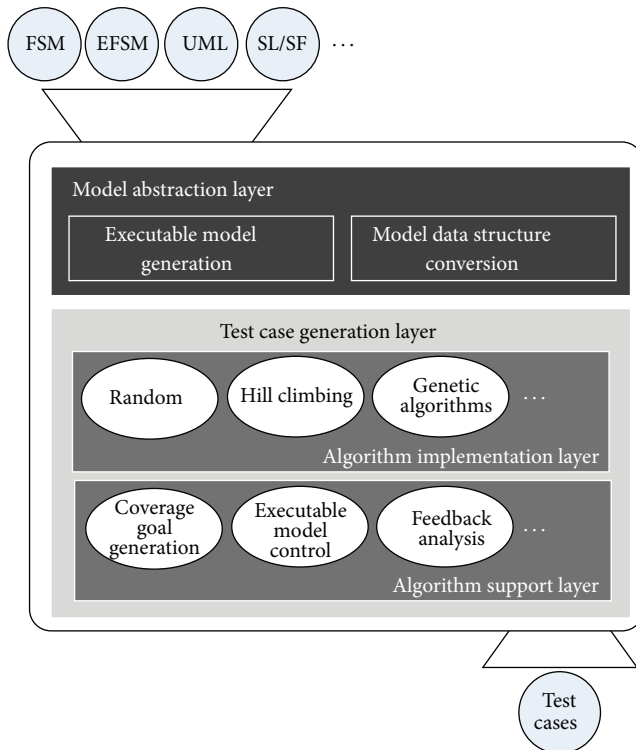 FSM EFSM UML SL/SF ...
Model abstraction layer
Executable model
generation
Model data structure
conversion
Test case generation layer
Random
Hill climbing
Genetic
algorithms
...
Algorithm implementation layer
Coverage
goal
generation
Executable
model
control
Feedback
analysis
...
Algorithm support layer
Test
cases